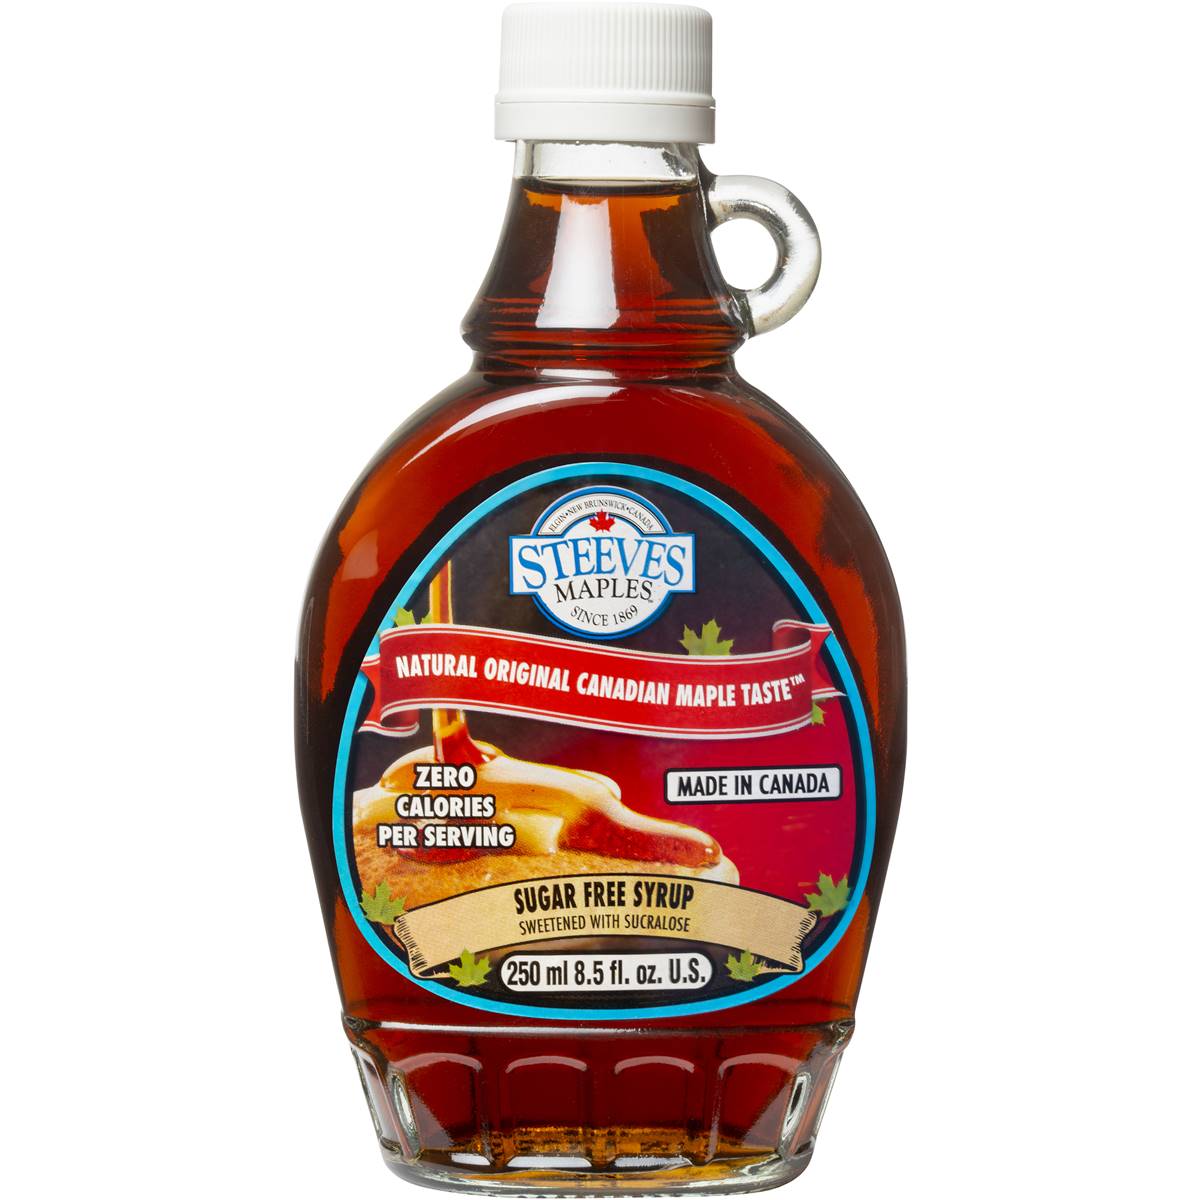 ELGIN•NEW BRUNSWICK•CANADA
STEEVES
MAPLES™
SINCE 1869
NATURAL ORIGINAL CANADIAN MAPLE TASTE™
ZERO
CALORIES
PER SERVING
MADE IN CANADA
SUGAR FREE SYRUP
SWEETENED WITH SUCRALOSE
250 ml 8.5 fl. oz. U.S.